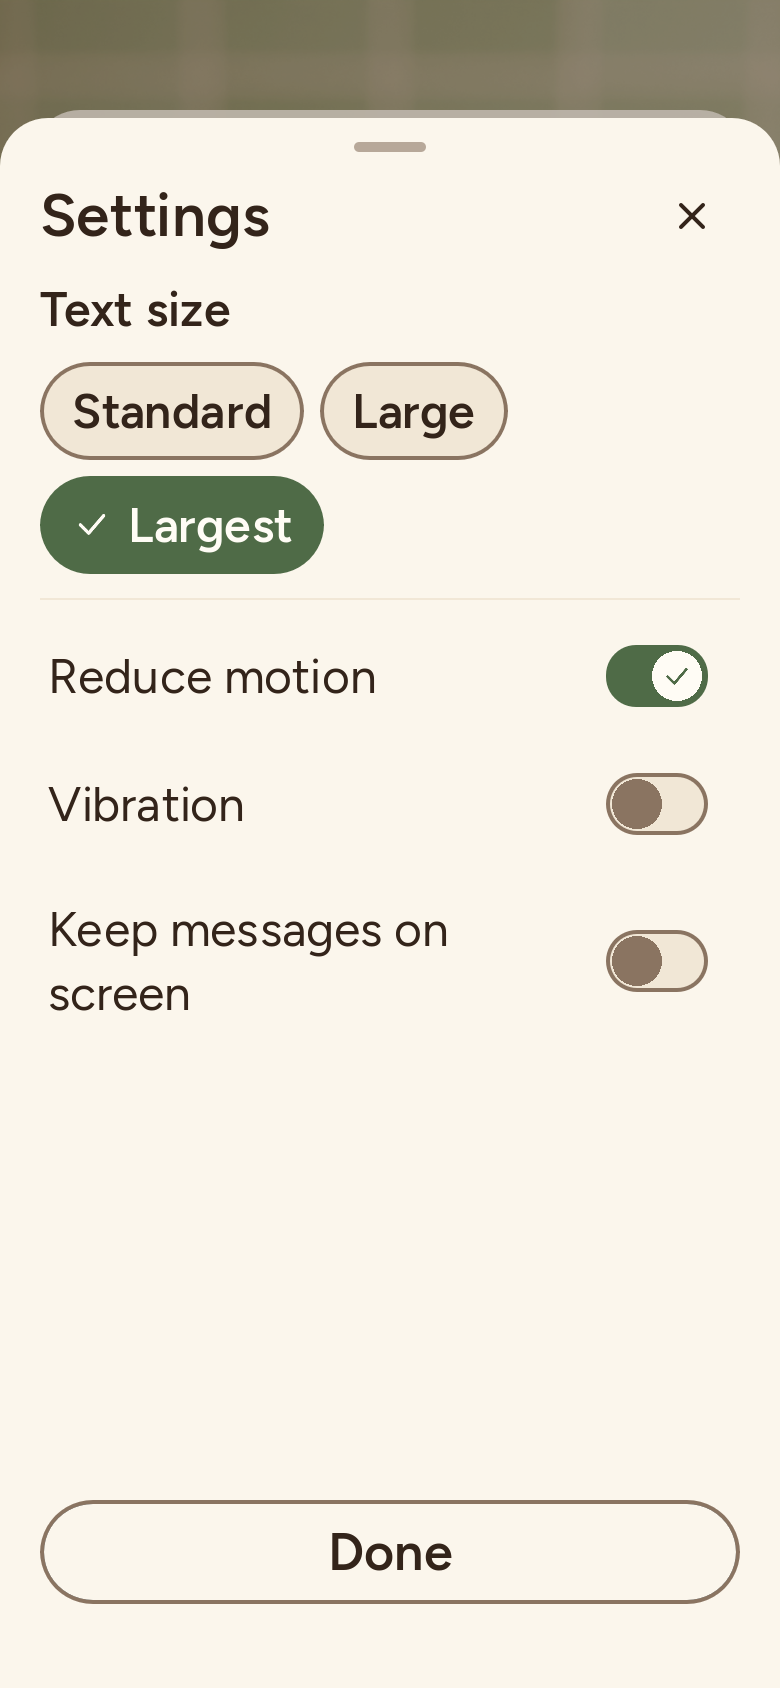 Settings
Text size
Standard
Large
Largest
Reduce motion
Vibration
Keep messages on
screen
Done